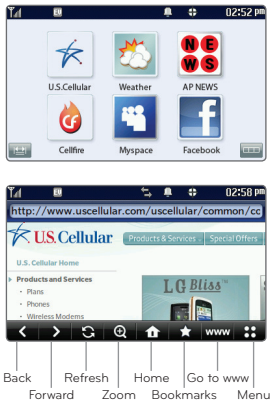 02:52 pm
NEWS
U.S.Cellular Weather AP NEWS
f
Cellfire Myspace Facebook
02:58 pm
http://www.uscellular.com/uscellular/common/cc
U.S. Cellular Products & Services Special Offers
U.S. Cellular Home
Products and Services
• Plans
• Phones
• Wireless Modems
LG Bliss™
www
Back Refresh Home Go to www
Forward Zoom Bookmarks Menu